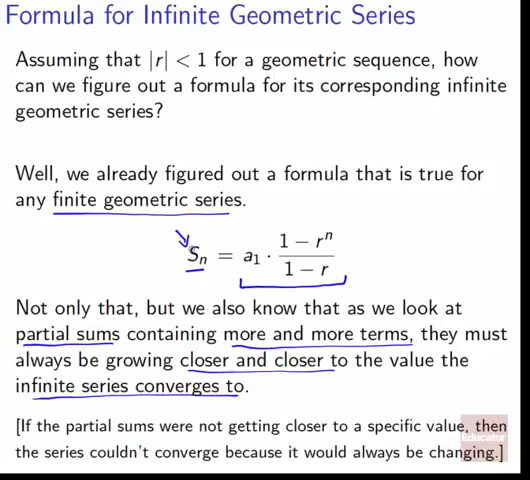 Formula for Infinite Geometric Series
Assuming that |r| < 1 for a geometric sequence, how
can we figure out a formula for its corresponding infinite
geometric series?
Well, we already figured out a formula that is true for
any finite geometric series.
Sₙ = a₁ · (1 − rⁿ)/(1 − r)
Not only that, but we also know that as we look at
partial sums containing more and more terms, they must
always be growing closer and closer to the value the
infinite series converges to.
[If the partial sums were not getting closer to a specific value, then
Educator
the series couldn't converge because it would always be changing.]